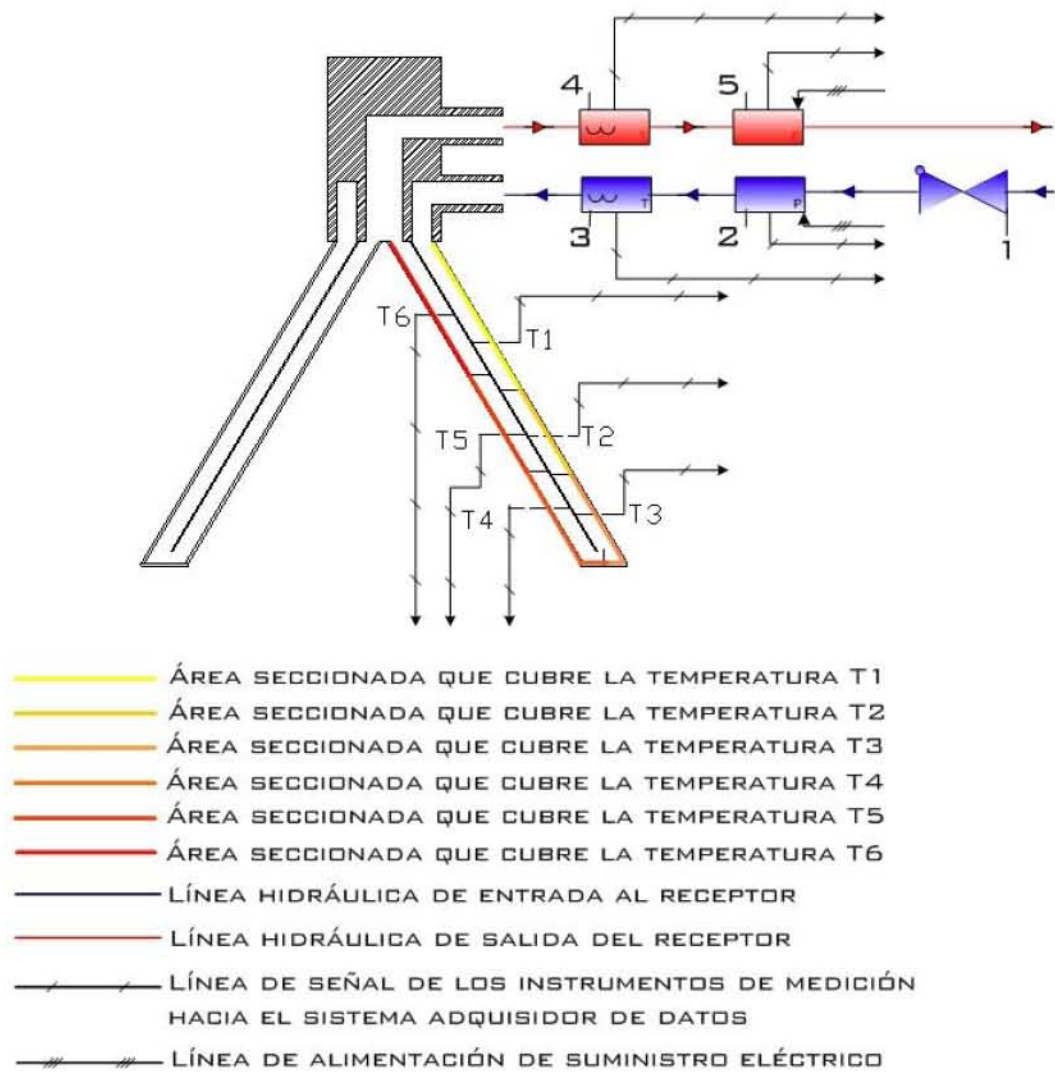 4
5
T
P
3
2
1
T6
T1
T5
T2
T4
T3
ÁREA SECCIONADA QUE CUBRE LA TEMPERATURA T1
ÁREA SECCIONADA QUE CUBRE LA TEMPERATURA T2
ÁREA SECCIONADA QUE CUBRE LA TEMPERATURA T3
ÁREA SECCIONADA QUE CUBRE LA TEMPERATURA T4
ÁREA SECCIONADA QUE CUBRE LA TEMPERATURA T5
ÁREA SECCIONADA QUE CUBRE LA TEMPERATURA T6
LÍNEA HIDRÁULICA DE ENTRADA AL RECEPTOR
LÍNEA HIDRÁULICA DE SALIDA DEL RECEPTOR
LÍNEA DE SEÑAL DE LOS INSTRUMENTOS DE MEDICIÓN
HACIA EL SISTEMA ADQUISIDOR DE DATOS
LÍNEA DE ALIMENTACIÓN DE SUMINISTRO ELÉCTRICO